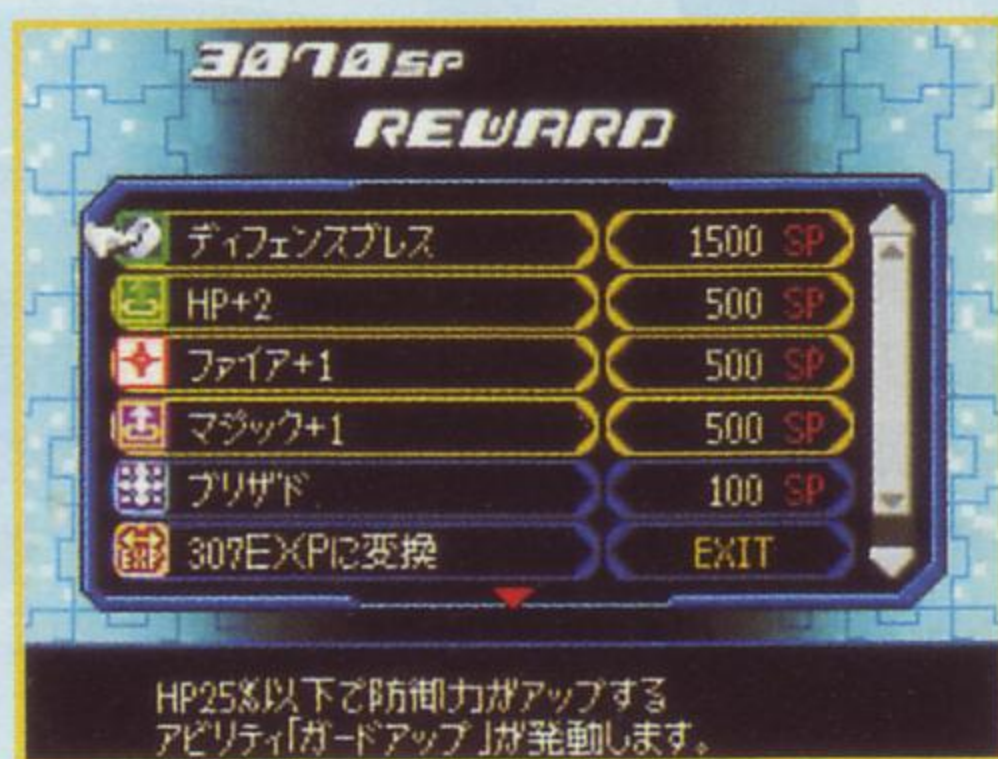 3070SP
REWARD
ディフェンスブレス 1500 SP
HP+2 500 SP
ファイア+1 500 SP
マジック+1 500 SP
ブリザド 100 SP
EXP 307EXPに変換 EXIT
HP25%以下で防御力がアップする
アビリティ「ガードアップ」が発動します。